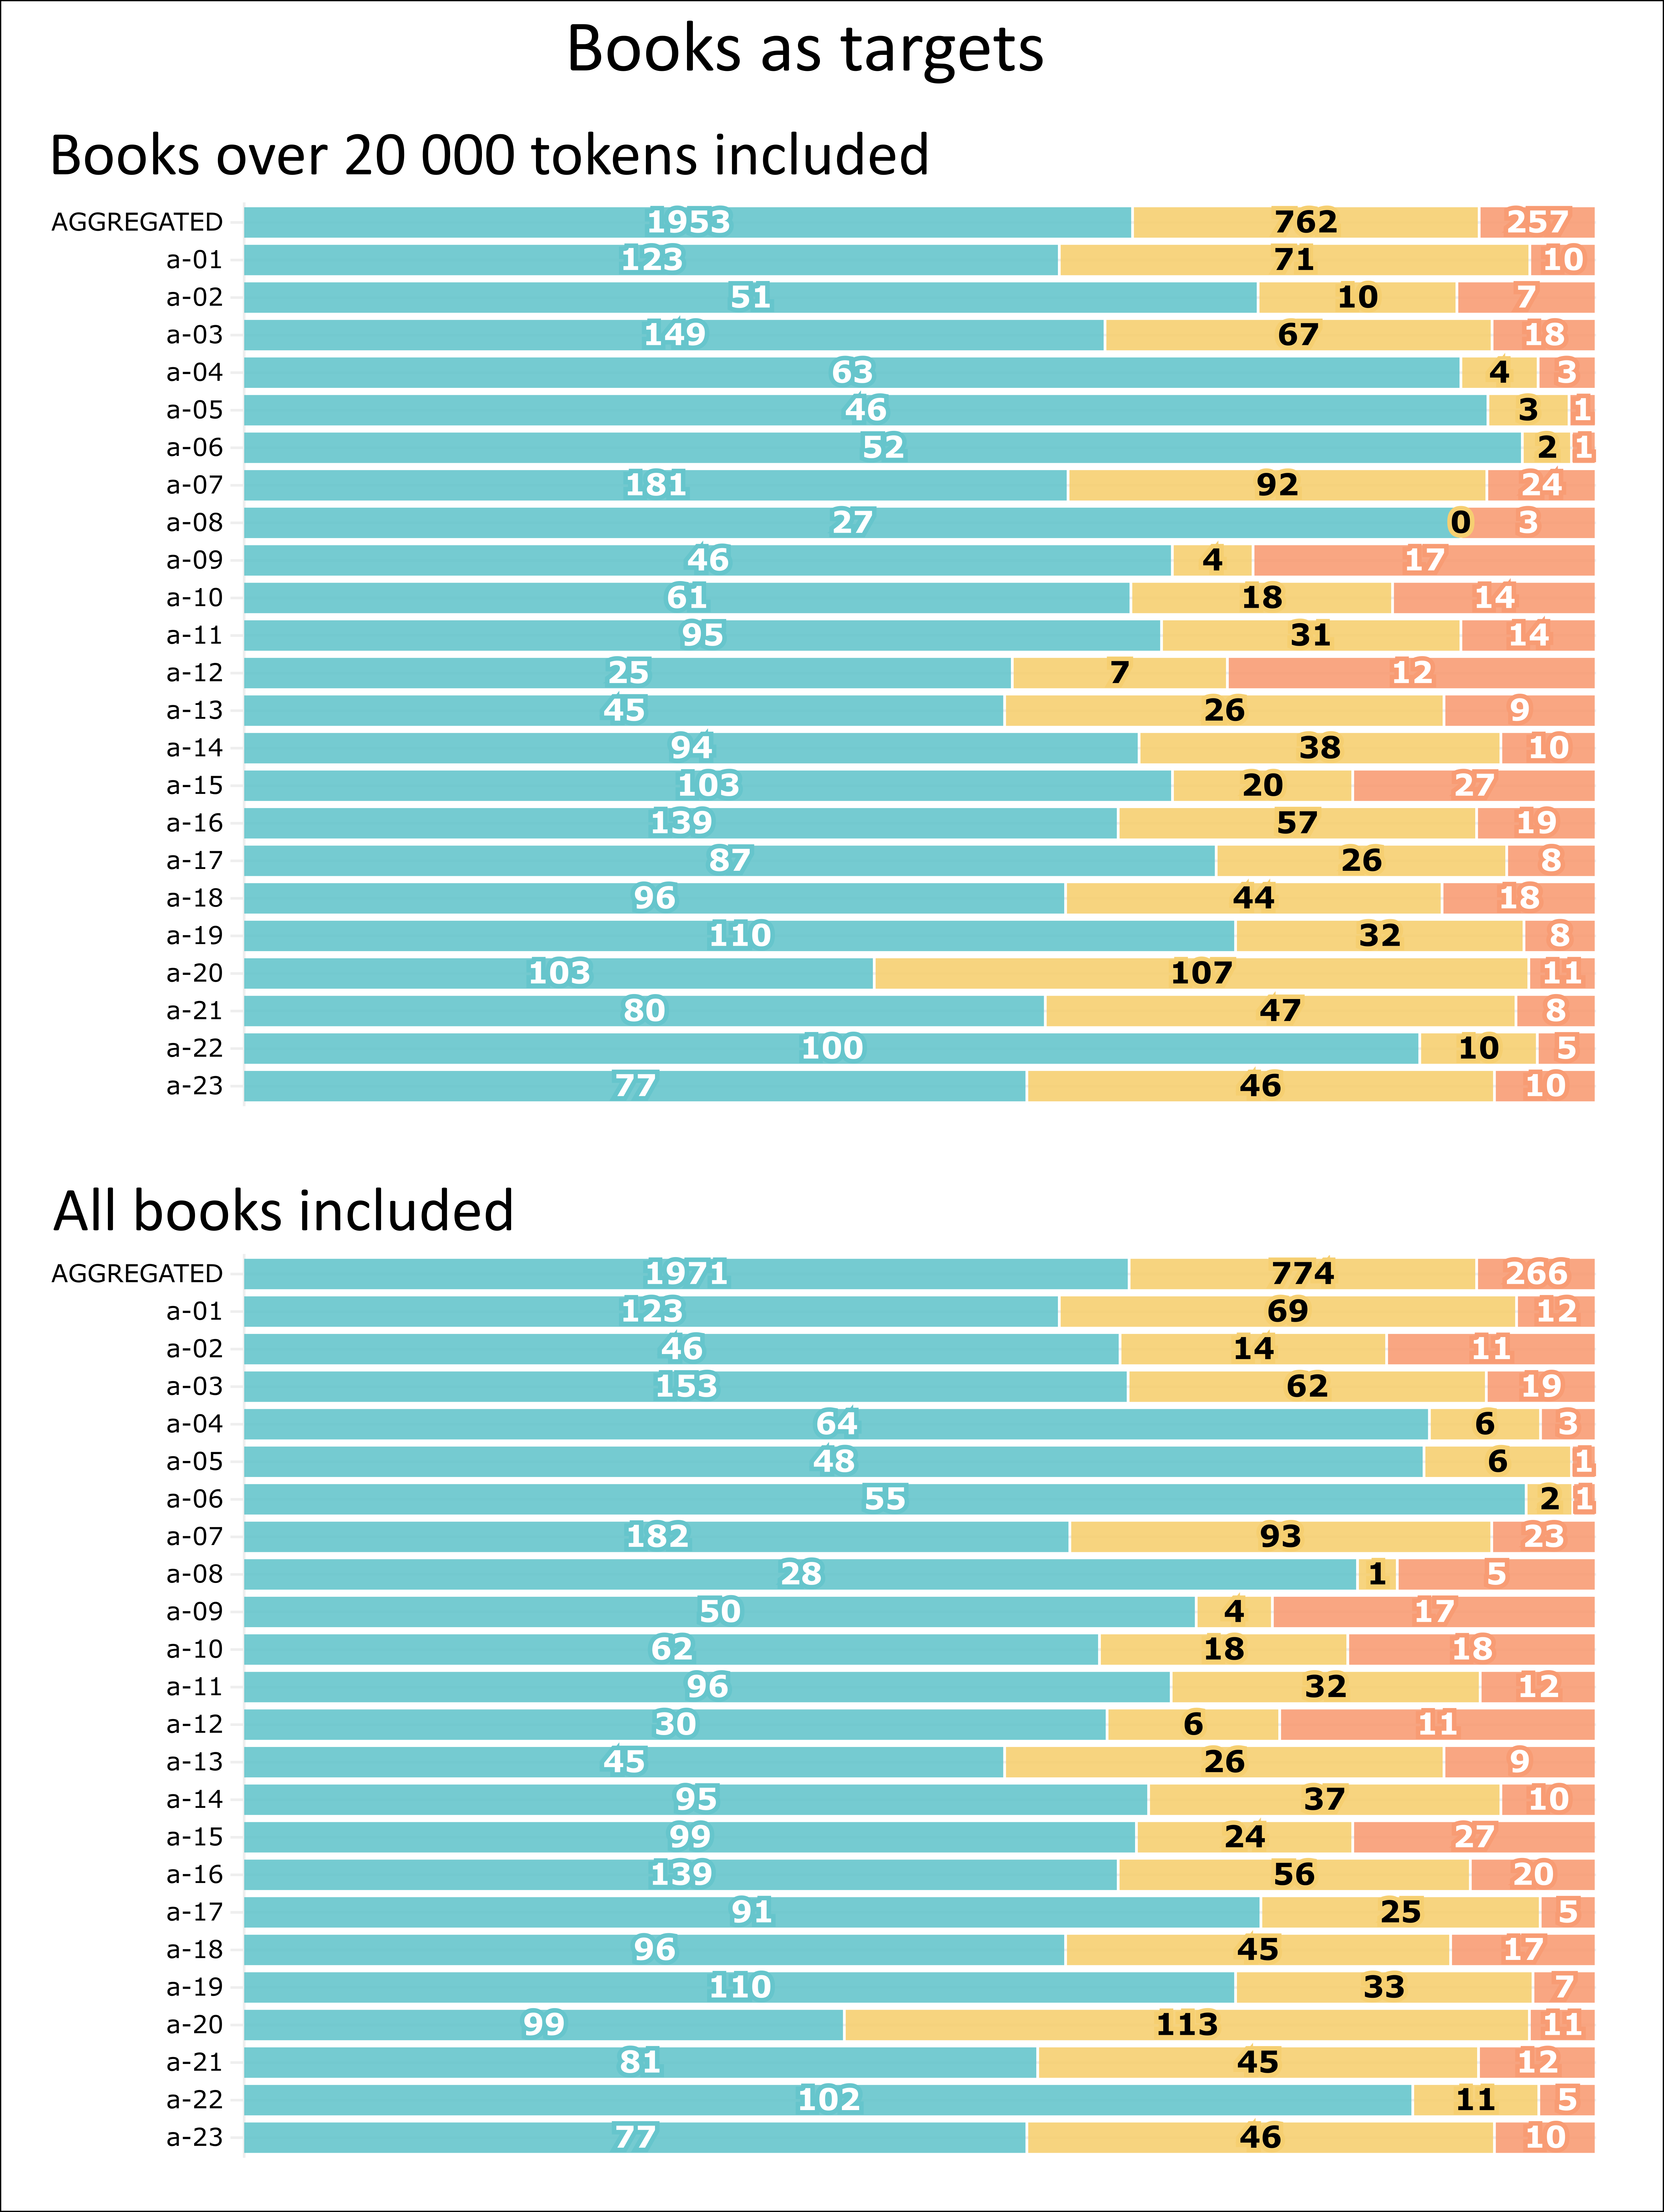 Books as targets
Books over 20 000 tokens included
AGGREGATED 1953 762 257
a-01 123 71 10
a-02 51 10 7
a-03 149 67 18
a-04 63 4 3
a-05 46 3 1
a-06 52 2 1
a-07 181 92 24
a-08 27 0 3
a-09 46 4 17
a-10 61 18 14
a-11 95 31 14
a-12 25 7 12
a-13 45 26 9
a-14 94 38 10
a-15 103 20 27
a-16 139 57 19
a-17 87 26 8
a-18 96 44 18
a-19 110 32 8
a-20 103 107 11
a-21 80 47 8
a-22 100 10 5
a-23 77 46 10
All books included
AGGREGATED 1971 774 266
a-01 123 69 12
a-02 46 14 11
a-03 153 62 19
a-04 64 6 3
a-05 48 6 1
a-06 55 2 1
a-07 182 93 23
a-08 28 1 5
a-09 50 4 17
a-10 62 18 18
a-11 96 32 12
a-12 30 6 11
a-13 45 26 9
a-14 95 37 10
a-15 99 24 27
a-16 139 56 20
a-17 91 25 5
a-18 96 45 17
a-19 110 33 7
a-20 99 113 11
a-21 81 45 12
a-22 102 11 5
a-23 77 46 10